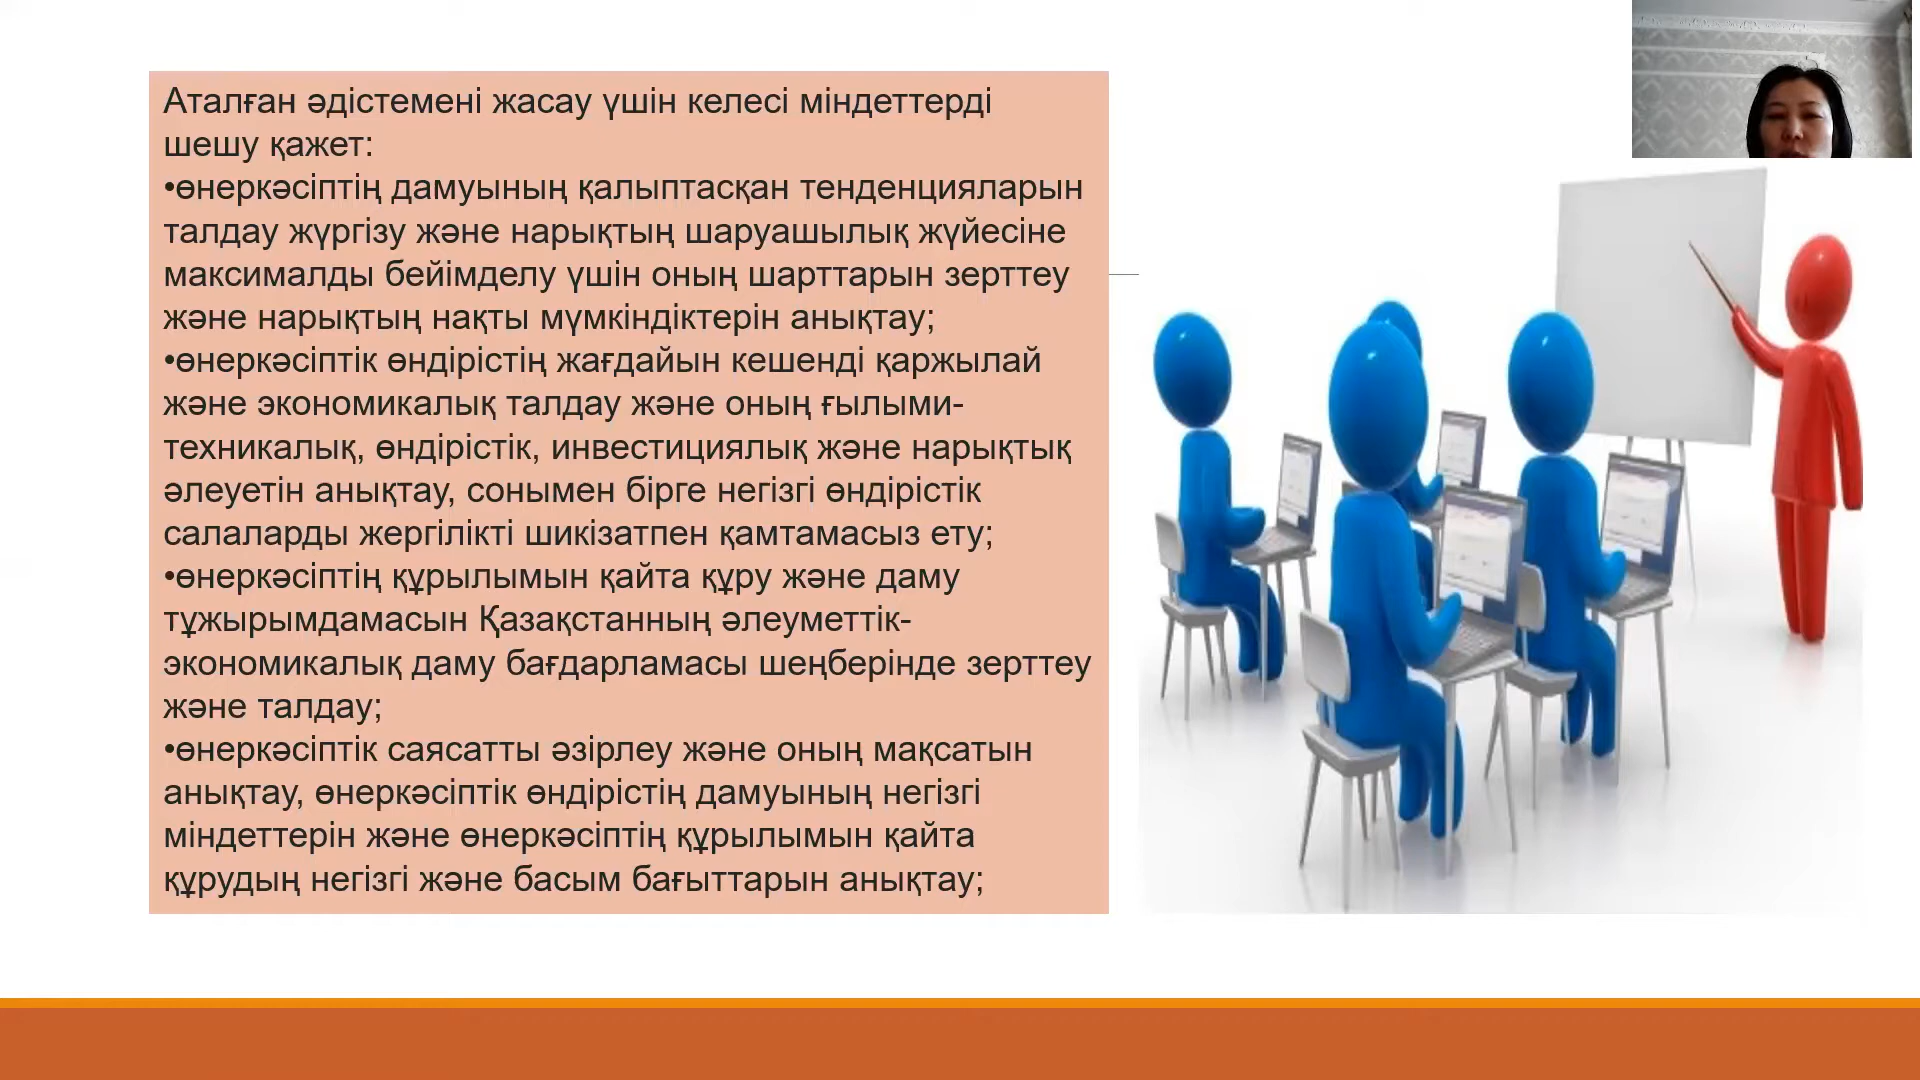 Аталған әдістемені жасау үшін келесі міндеттерді
шешу қажет:
•өнеркәсіптің дамуының қалыптасқан тенденцияларын
талдау жүргізу және нарықтың шаруашылық жүйесіне
максималды бейімделу үшін оның шарттарын зерттеу
және нарықтың нақты мүмкіндіктерін анықтау;
•өнеркәсіптік өндірістің жағдайын кешенді қаржылай
және экономикалық талдау және оның ғылыми-
техникалық, өндірістік, инвестициялық және нарықтық
әлеуетін анықтау, сонымен бірге негізгі өндірістік
салаларды жергілікті шикізатпен қамтамасыз ету;
•өнеркәсіптің құрылымын қайта құру және даму
тұжырымдамасын Қазақстанның әлеуметтік-
экономикалық даму бағдарламасы шеңберінде зерттеу
және талдау;
•өнеркәсіптік саясатты әзірлеу және оның мақсатын
анықтау, өнеркәсіптік өндірістің дамуының негізгі
міндеттерін және өнеркәсіптің құрылымын қайта
құрудың негізгі және басым бағыттарын анықтау;